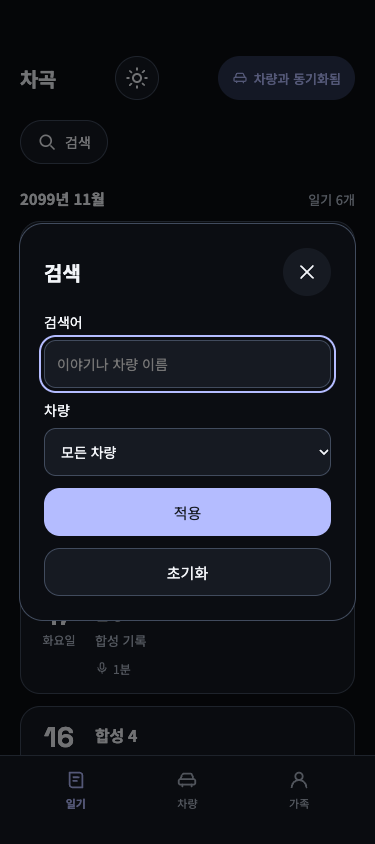 차곡
차량과 동기화됨
검색
2099년 11월
일기 6개
검색
검색어
이야기나 차량 이름
차량
모든 차량
적용
초기화
화요일
합성 기록
1분
16
합성 4
일기
차량
가족